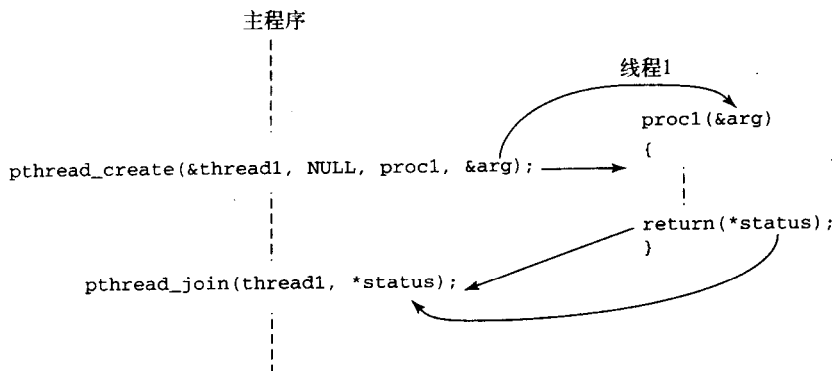 主程序
线程1
proc1(&arg)
pthread_create(&thread1, NULL, proc1, &arg);
{
return(*status);
}
pthread_join(thread1, *status);